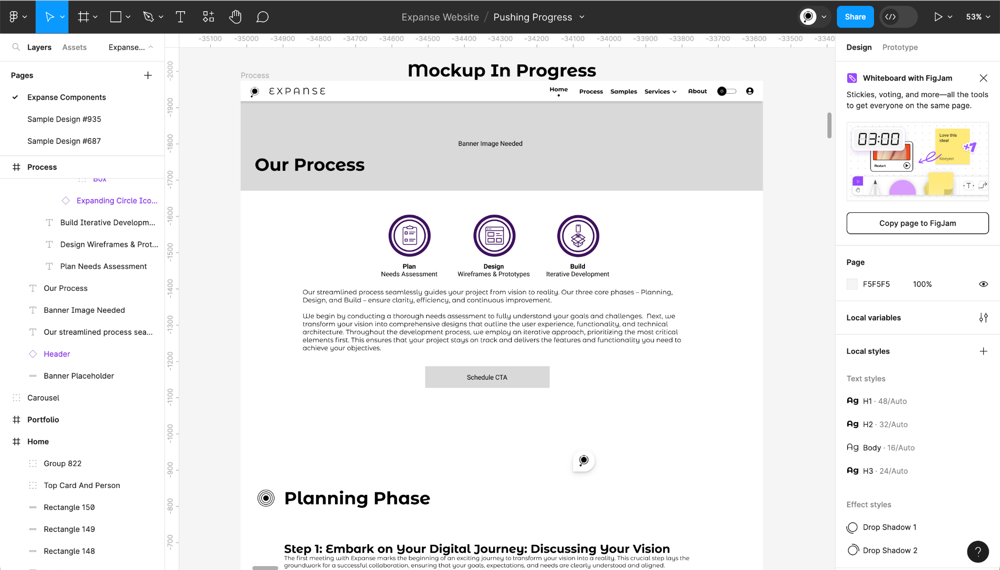 Expanse Website / Pushing Progress
Share
53%
Layers
Assets
Expanse...
Pages
Expanse Components
Sample Design #935
Sample Design #687
Process
Box
Expanding Circle Ico...
Build Iterative Developm...
Design Wireframes & Prot...
Plan Needs Assessment
Our Process
Banner Image Needed
Our streamlined process sea...
Header
Banner Placeholder
Carousel
Portfolio
Home
Group 822
Top Card And Person
Rectangle 150
Rectangle 149
Rectangle 148
-35100 -35000 -34900 -34800 -34700 -34600 -34500 -34400 -34300 -34200 -34100 -34000 -33900 -33800 -33700 -33600 -33500 -3340
-2000
-1900
-1800
-1700
-1600
-1500
-1400
-1300
-1200
-1100
-1000
-900
-800
-700
Mockup In Progress
Process
EXPANSE
Home Process Samples Services About
Banner Image Needed
Our Process
Plan
Needs Assessment
Design
Wireframes & Prototypes
Build
Iterative Development
Our streamlined process seamlessly guides your project from vision to reality. Our three core phases – Planning,
Design, and Build – ensure clarity, efficiency, and continuous improvement.
We begin by conducting a thorough needs assessment to fully understand your goals and challenges.  Next, we
transform your vision into comprehensive designs that outline the user experience, functionality, and technical
architecture. Throughout the development process, we employ an iterative approach, prioritizing the most critical
elements first. This ensures that your project stays on track and delivers the features and functionality you need to
achieve your objectives.
Schedule CTA
Planning Phase
Step 1: Embark on Your Digital Journey: Discussing Your Vision
The first meeting with Expanse marks the beginning of an exciting journey to transform your vision into a reality. This crucial step lays the
groundwork for a successful collaboration, ensuring that your goals, expectations, and needs are clearly understood and aligned.
Design
Prototype
Whiteboard with FigJam
Stickies, voting, and more—all the tools
to get everyone on the same page.
03:00
Love this
idea!
+1
Keeyen
Restart
T
Copy page to FigJam
Page
F5F5F5
100%
Local variables
Local styles
Text styles
Ag H1 · 48/Auto
Ag H2 · 32/Auto
Ag Body · 16/Auto
Ag H3 · 24/Auto
Effect styles
Drop Shadow 1
Drop Shadow 2
?